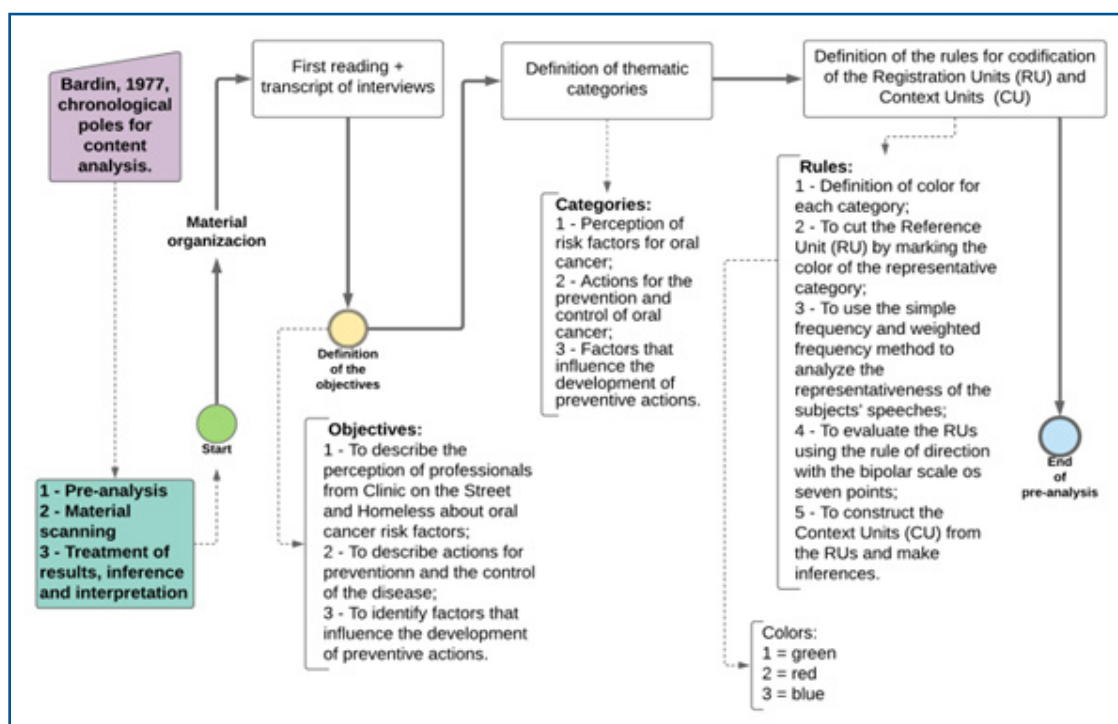 Bardin, 1977,
chronological
poles for
content
analysis.
1 - Pre-analysis
2 - Material
scanning
3 - Treatment of
results, inference
and interpretation
Start
Material
organizacion
First reading +
transcript of interviews
Definition
of the
objectives
Objectives:
1 - To describe the
perception of professionals
from Clinic on the Street
and Homeless about oral
cancer risk factors;
2 - To describe actions for
preventionn and the control
of the disease;
3 - To identify factors that
influence the development
of preventive actions.
Definition of thematic
categories
Categories:
1 - Perception of
risk factors for oral
cancer;
2 - Actions for the
prevention and
control of oral cancer;
3 - Factors that
influence the
development of
preventive actions.
Definition of the rules for codification
of the Registration Units (RU) and
Context Units (CU)
Rules:
1 - Definition of color for
each category;
2 - To cut the Reference
Unit (RU) by marking the
color of the representative
category;
3 - To use the simple
frequency and weighted
frequency method to
analyze the
representativeness of the
subjects' speeches;
4 - To evaluate the RUs
using the rule of direction
with the bipolar scale os
seven points;
5 - To construct the
Context Units (CU) from
the RUs and make
inferences.
Colors:
1 = green
2 = red
3 = blue
End
of
pre-analysis